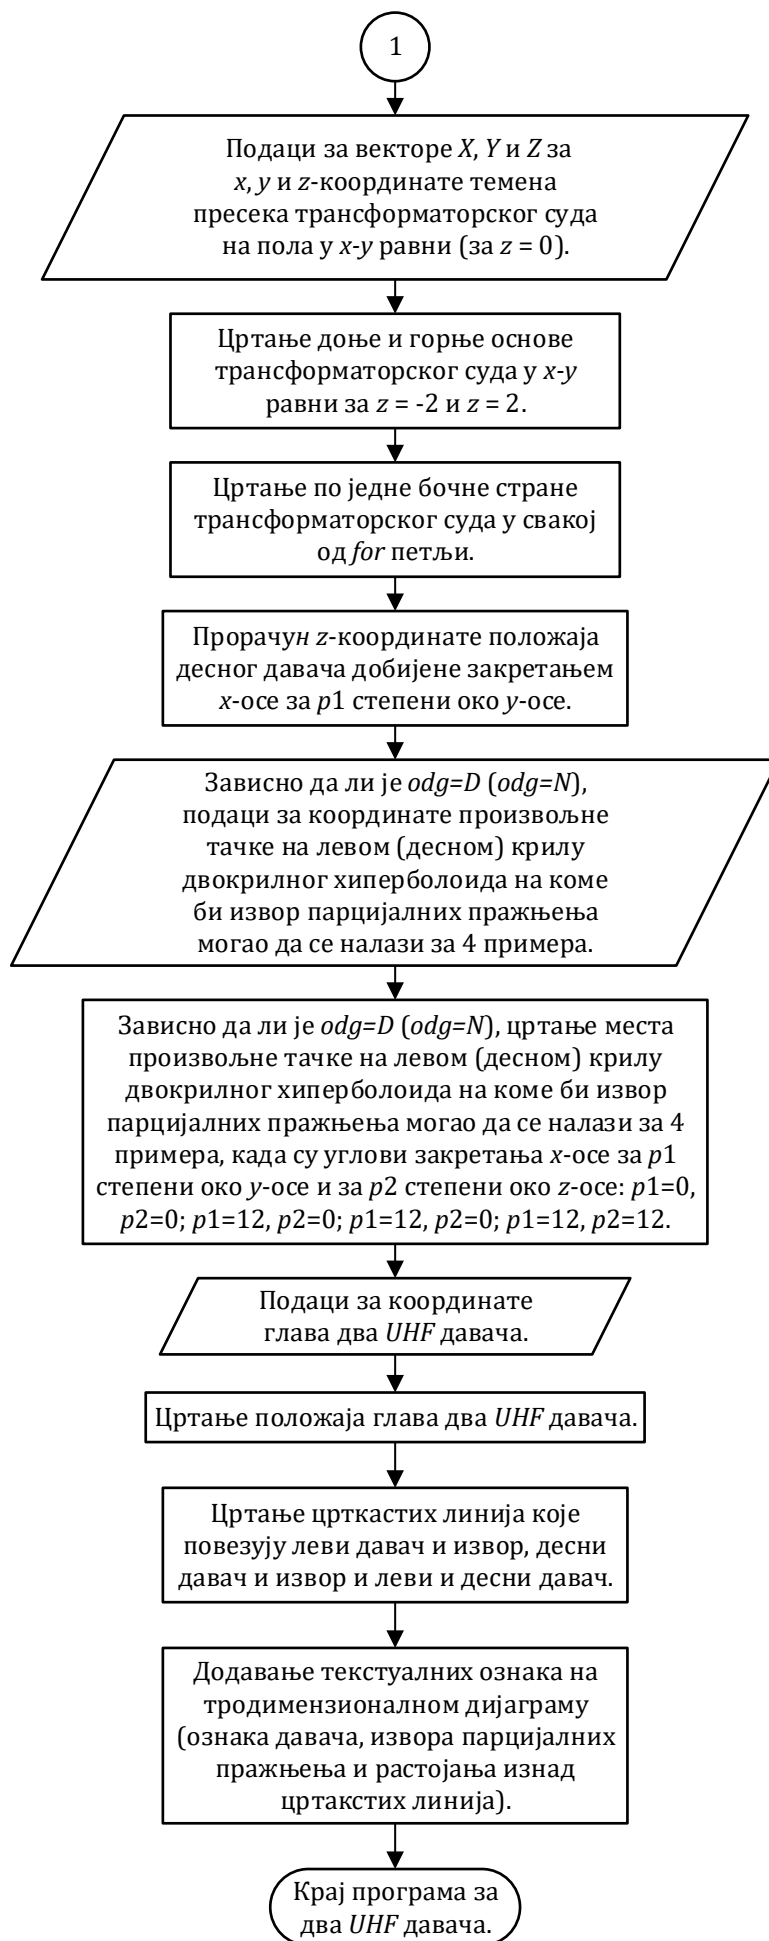 1
Подаци за векторе X, Y и Z за
x, y и z-координате темена
пресека трансформаторског суда
на пола у x-y равни (за z = 0).
Цртање доње и горње основе
трансформаторског суда у x-y
равни за z = -2 и z = 2.
Цртање по једне бочне стране
трансформаторског суда у свакој
од for петљи.
Прорачун z-координате положаја
десног давача добијене закретањем
x-осе за p1 степени око y-осе.
Зависно да ли је odg=D (odg=N),
подаци за координате произвољне
тачке на левом (десном) крилу
двокрилног хиперболоида на коме
би извор парцијалних пражњења
могао да се налази за 4 примера.
Зависно да ли је odg=D (odg=N), цртање места
произвољне тачке на левом (десном) крилу
двокрилног хиперболоида на коме би извор
парцијалних пражњења могао да се налази за 4
примера, када су углови закретања x-осе за p1
степени око y-осе и за p2 степени око z-осе: p1=0,
p2=0; p1=12, p2=0; p1=12, p2=0; p1=12, p2=12.
Подаци за координате
глава два UHF давача.
Цртање положаја глава два UHF давача.
Цртање црткастих линија које
повезују леви давач и извор, десни
давач и извор и леви и десни давач.
Додавање текстуалних ознака на
тродимензионалном дијаграму
(ознака давача, извора парцијалних
пражњења и растојања изнад
цртакстих линија).
Крај програма за
два UHF давача.